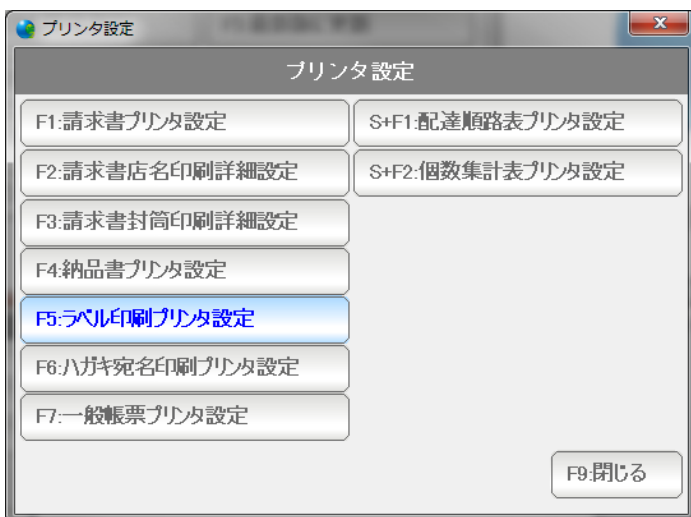 プリンタ設定
プリンタ設定
F1:請求書プリンタ設定
F2:請求書店名印刷詳細設定
F3:請求書封筒印刷詳細設定
F4:納品書プリンタ設定
F5:ラベル印刷プリンタ設定
F6:ハガキ宛名印刷プリンタ設定
F7:一般帳票プリンタ設定
S+F1:配達順路表プリンタ設定
S+F2:個数集計表プリンタ設定
F9:閉じる